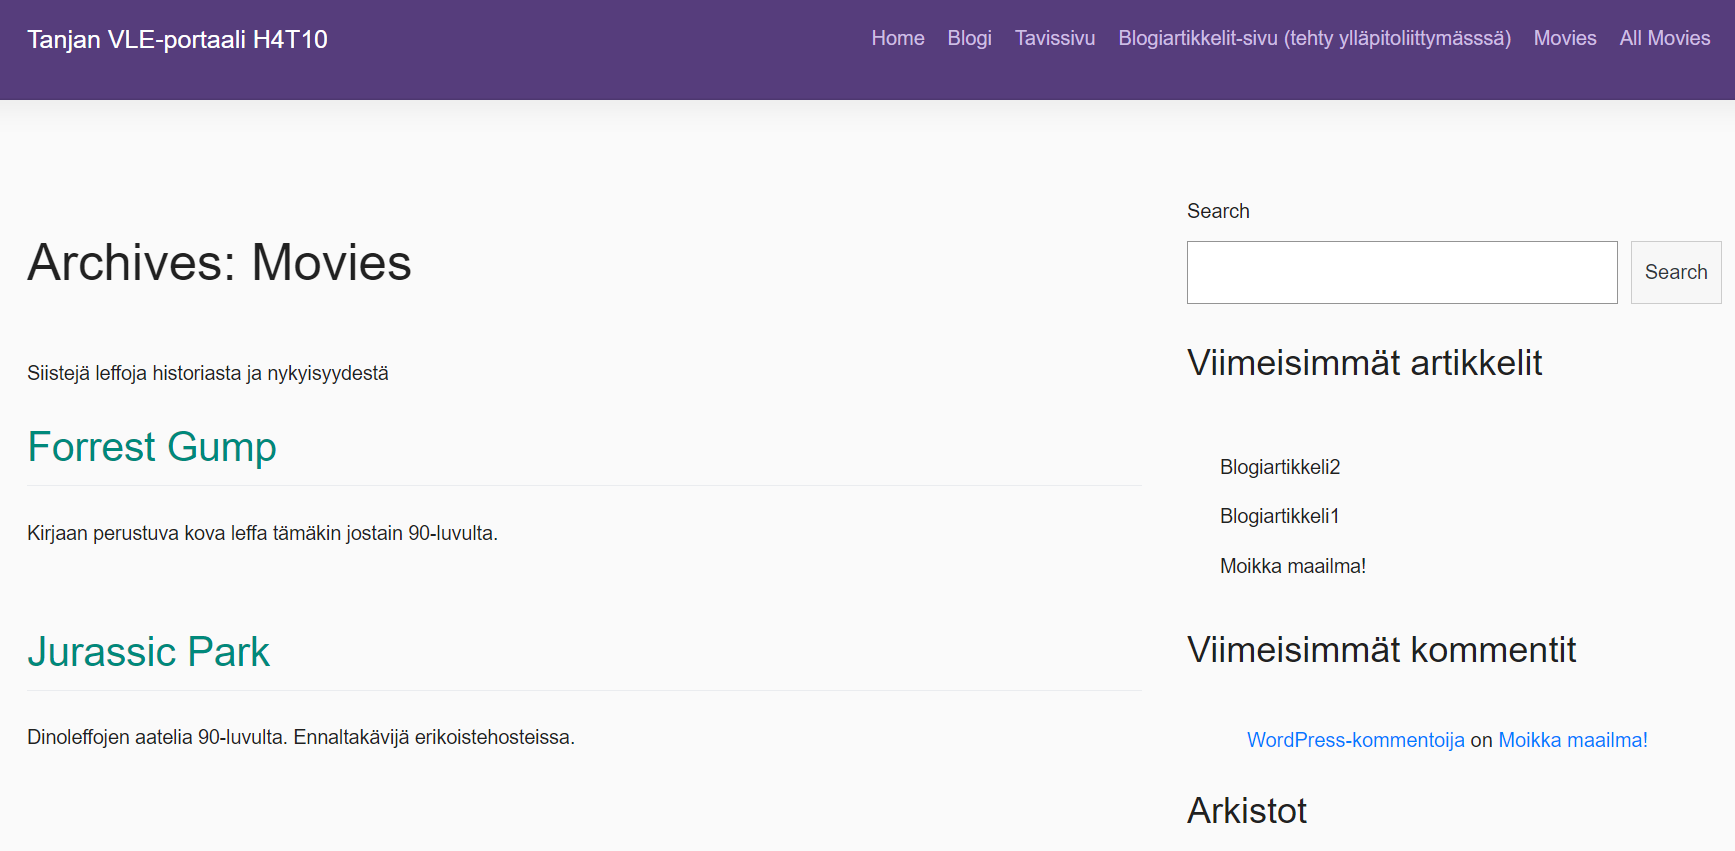 Tanjan VLE-portaali H4T10
Home Blogi Tavissivu Blogiartikkelit-sivu (tehty ylläpitoliittymässsä) Movies All Movies
Archives: Movies
Siistejä leffoja historiasta ja nykyisyydestä
Forrest Gump
Kirjaan perustuva kova leffa tämäkin jostain 90-luvulta.
Jurassic Park
Dinoleffojen aatelia 90-luvulta. Ennaltakävijä erikoistehosteissa.
Search
Search
Viimeisimmät artikkelit
Blogiartikkeli2
Blogiartikkeli1
Moikka maailma!
Viimeisimmät kommentit
WordPress-kommentoija on Moikka maailma!
Arkistot